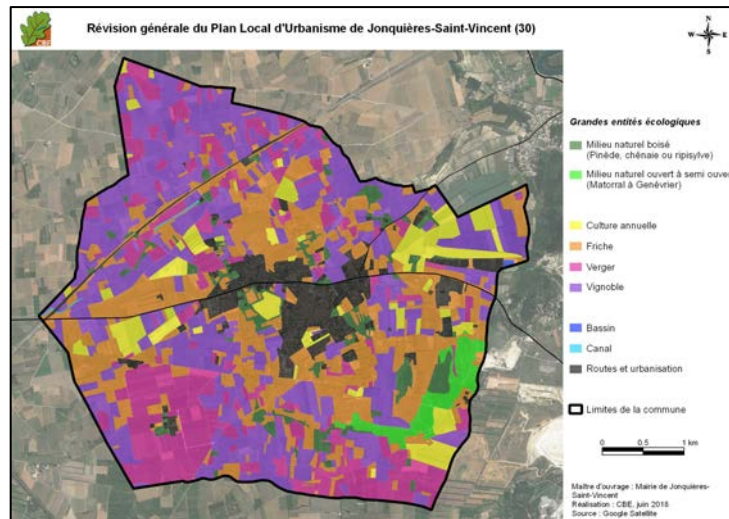 CBE
Révision générale du Plan Local d'Urbanisme de Jonquières-Saint-Vincent (30)
N
W E
S
Grandes entités écologiques
Milieu naturel boisé
(Pinède, chênaie ou ripisylve)
Milieu naturel ouvert à semi ouver
(Matorral à Genévrier)
Culture annuelle
Friche
Verger
Vignoble
Bassin
Canal
Routes et urbanisation
Limites de la commune
0 0.5 1 km
Maître d'ouvrage : Mairie de Jonquières-
Saint-Vincent
Réalisation : CBE, juin 2018
Source : Google Satellite